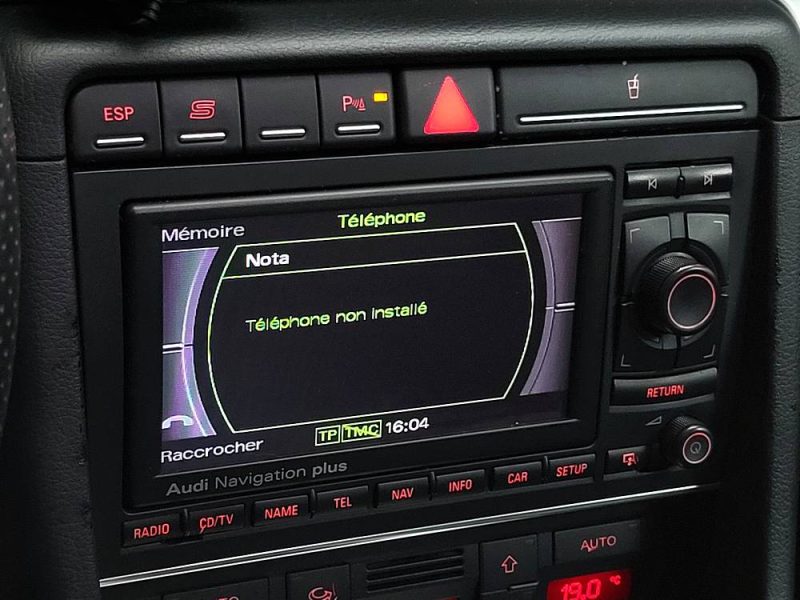 ESP
S
P
Mémoire
Téléphone
Nota
Téléphone non installé
Raccrocher
TP TMC 16:04
Audi Navigation plus
RADIO CD/TV NAME TEL NAV INFO CAR SETUP
RETURN
AUTO
AUTO
19.0 °C